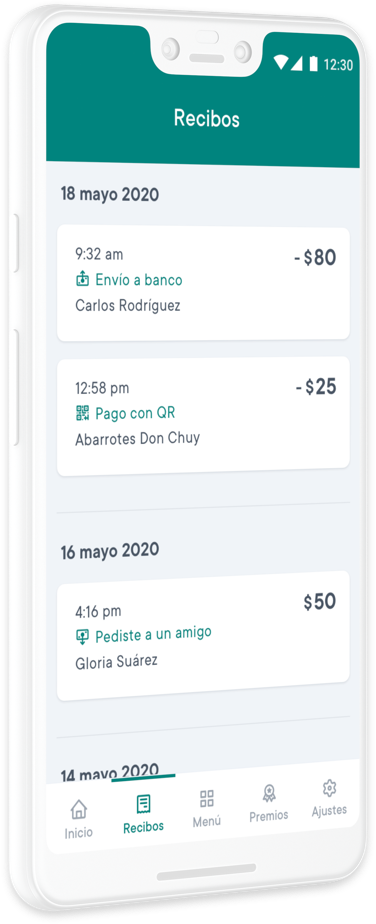 12:30
Recibos
18 mayo 2020
9:32 am
- $80
Envío a banco
Carlos Rodríguez
12:58 pm
- $25
Pago con QR
Abarrotes Don Chuy
16 mayo 2020
4:16 pm
$50
Pediste a un amigo
Gloria Suárez
14 mayo 2020
Inicio
Recibos
Menú
Premios
Ajustes